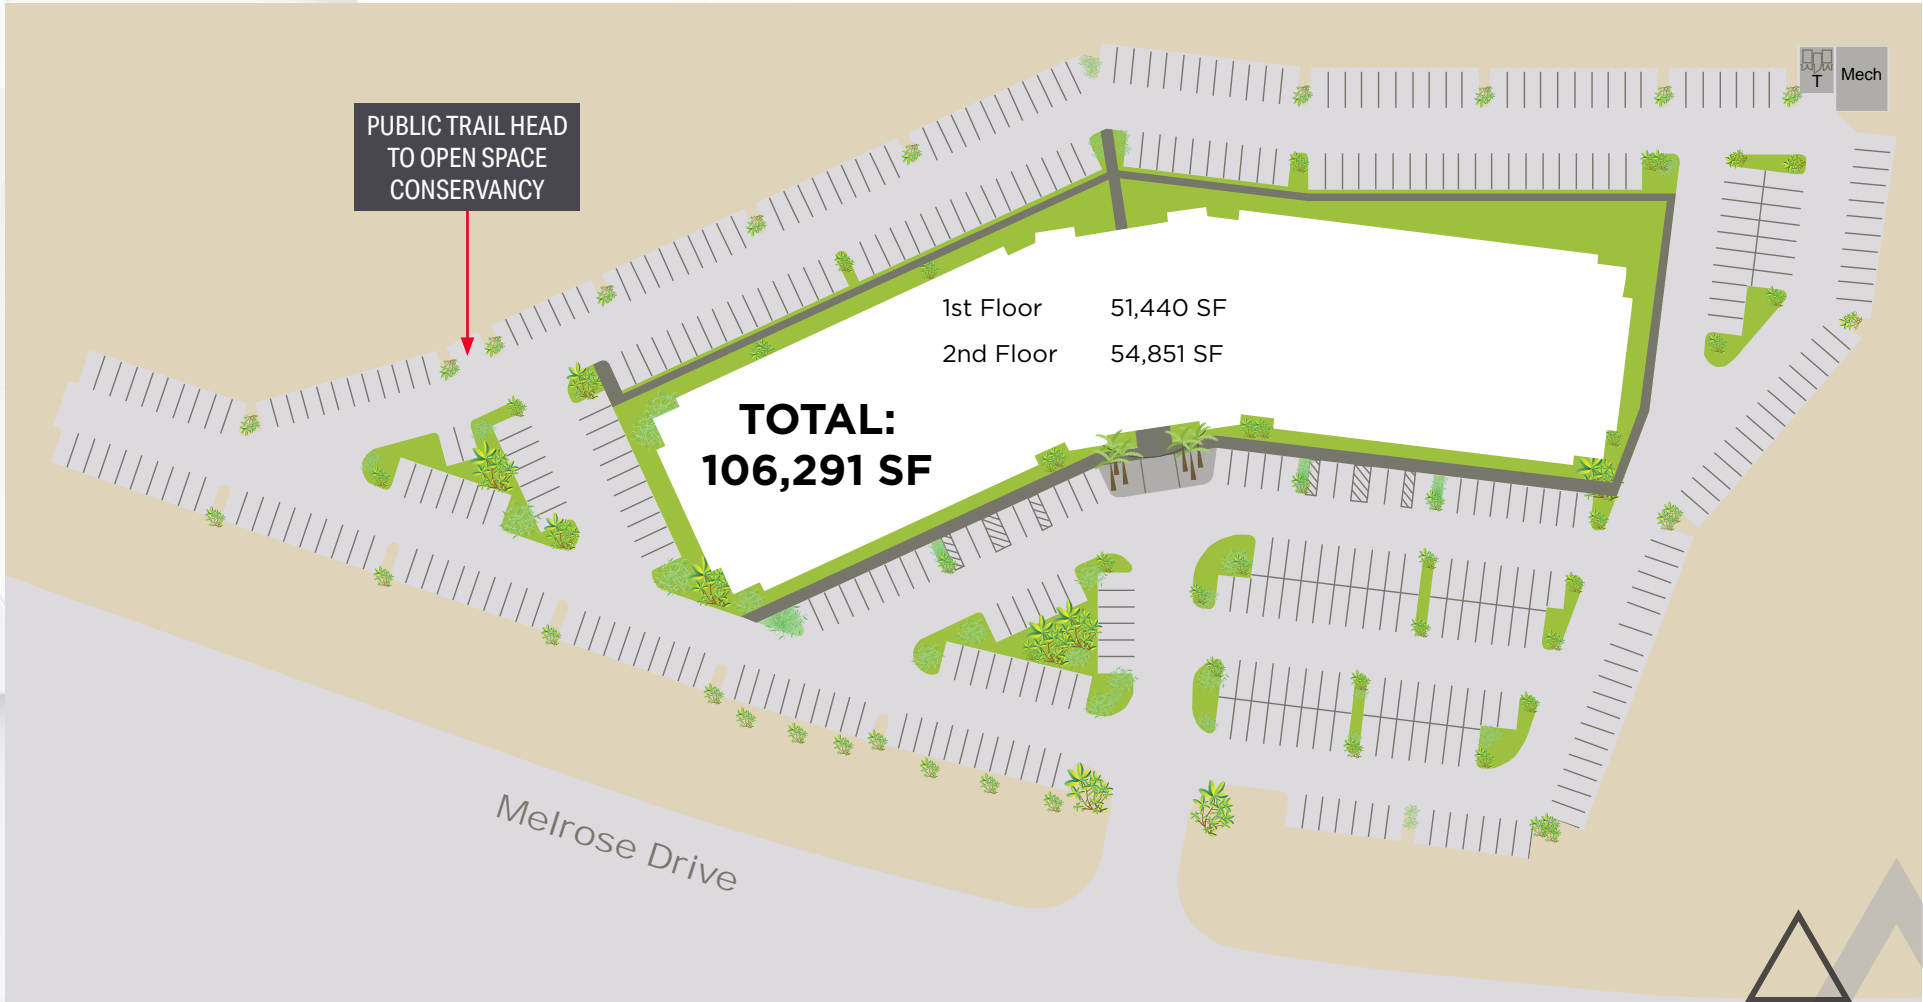 PUBLIC TRAIL HEAD
TO OPEN SPACE
CONSERVANCY
T
Mech
1st Floor 51,440 SF
2nd Floor 54,851 SF
TOTAL:
106,291 SF
Melrose Drive